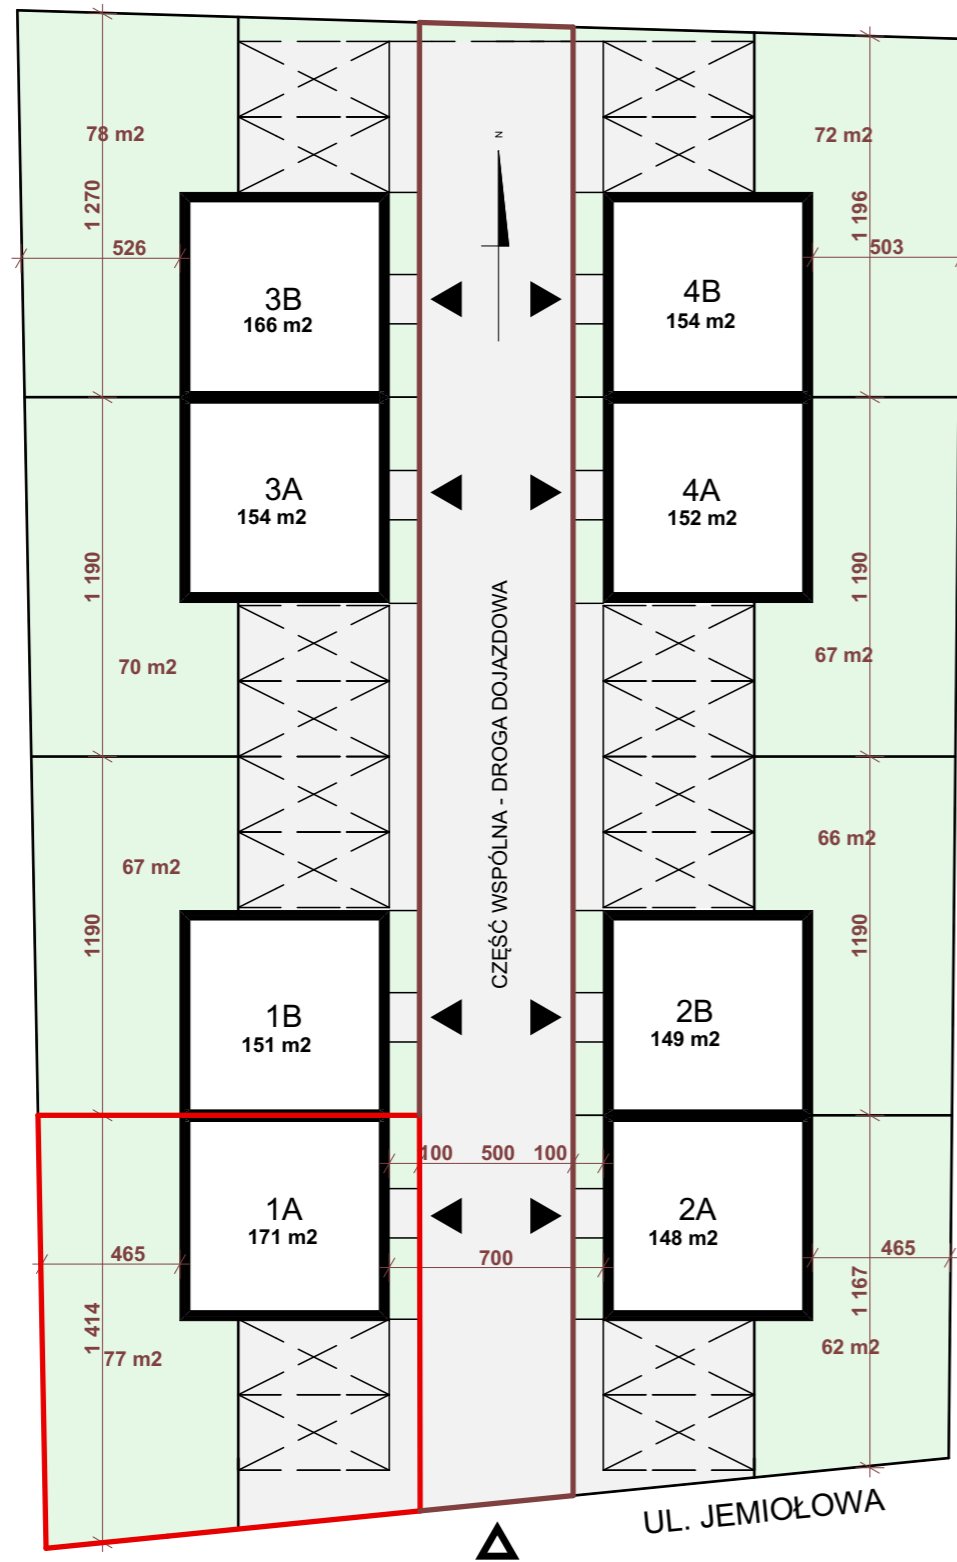 78 m2
72 m2
N
1 270
1 196
526
503
3B
166 m2
4B
154 m2
3A
154 m2
4A
152 m2
1 190
1 190
70 m2
67 m2
CZĘŚĆ WSPÓLNA - DROGA DOJAZDOWA
67 m2
66 m2
1190
1190
1B
151 m2
2B
149 m2
100 500 100
1A
171 m2
2A
148 m2
465
700
465
1 414
1 167
77 m2
62 m2
UL. JEMIOŁOWA